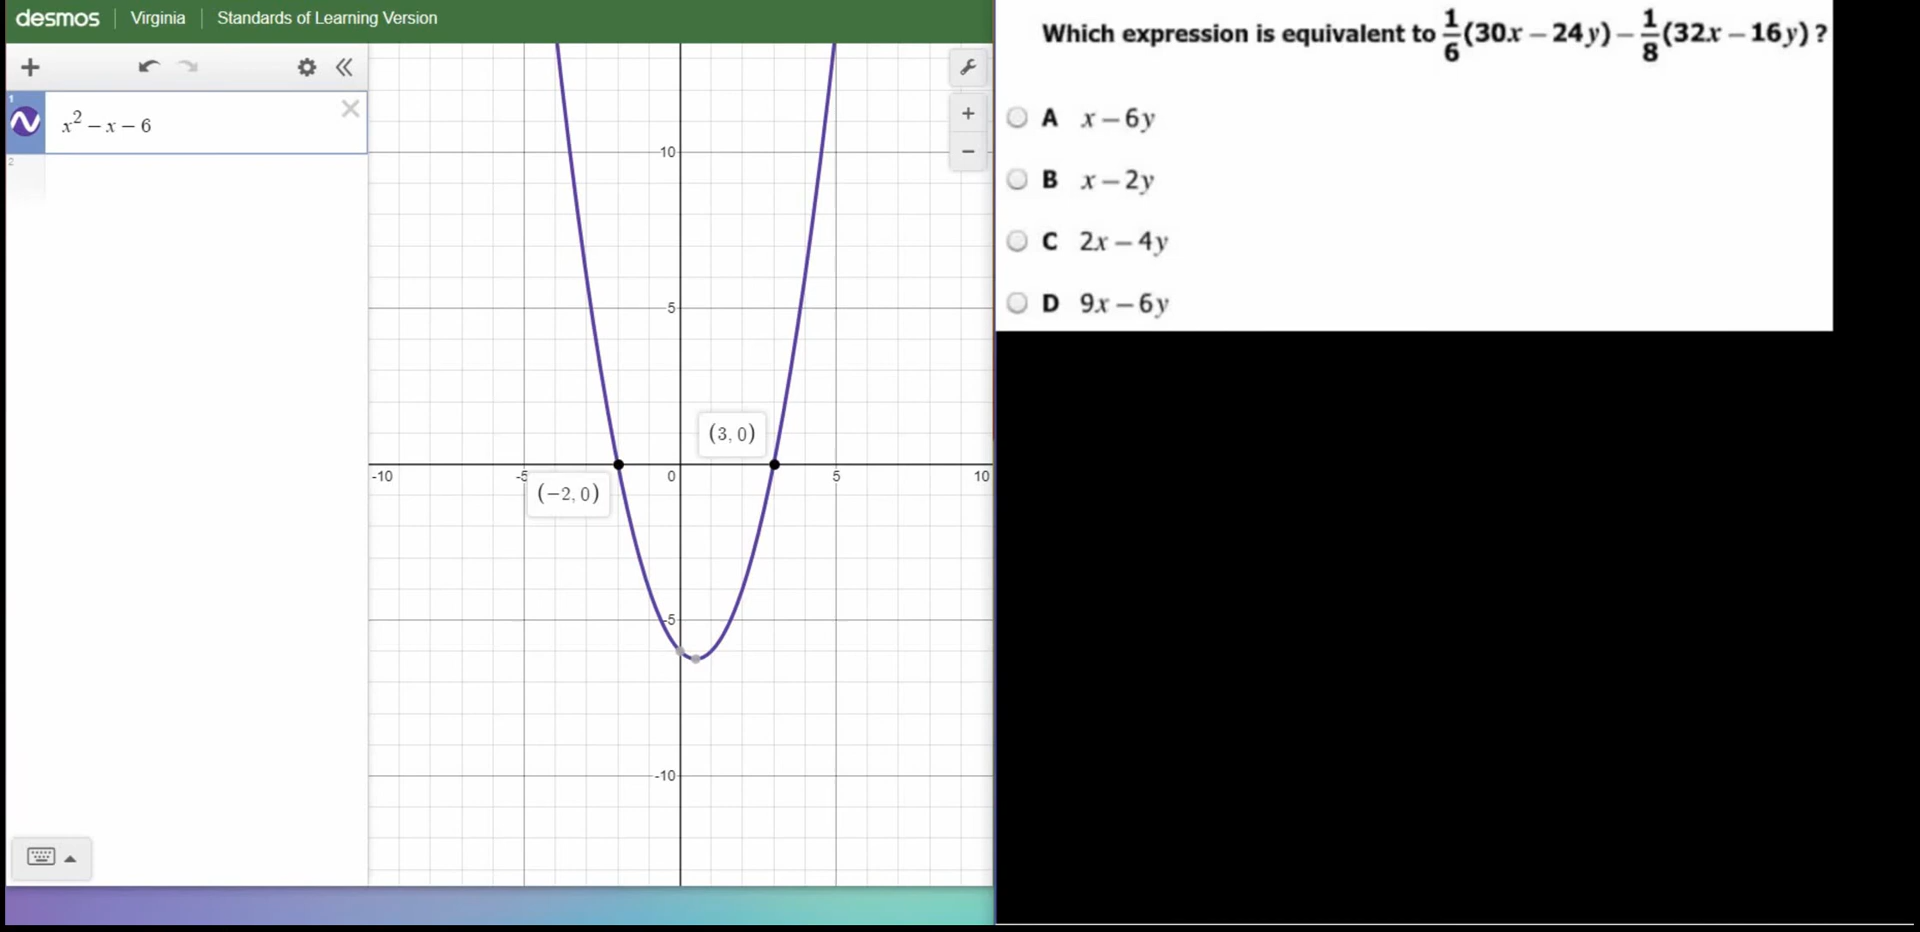 desmos Virginia Standards of Learning Version
1
x² – x – 6
2
10
5
(3, 0)
-10 -5 0 5 10
(−2, 0)
-5
-10
Which expression is equivalent to 1/6(30x – 24y) – 1/8(32x – 16y)?
A x – 6y
B x – 2y
C 2x – 4y
D 9x – 6y